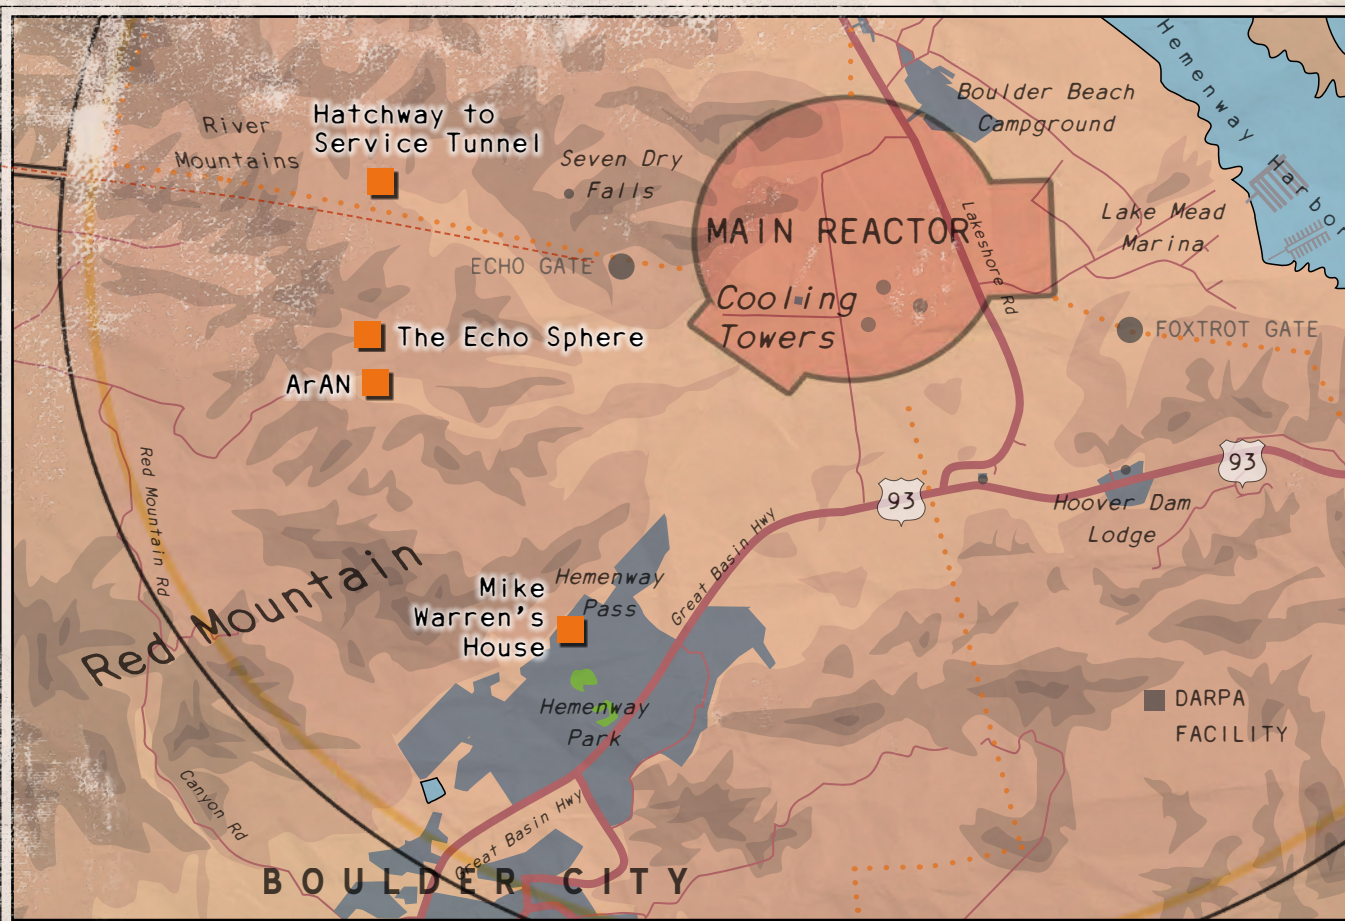 Hemenway Harbor
Boulder Beach
Campground
River
Mountains
Hatchway to
Service Tunnel
Seven Dry
Falls
MAIN REACTOR
Lakeshore Rd
Lake Mead
Marina
ECHO GATE
Cooling
Towers
FOXTROT GATE
The Echo Sphere
ArAN
Red Mountain Rd
93
93
Hoover Dam
Lodge
Great Basin Hwy
Red Mountain
Mike
Warren's
House
Hemenway
Pass
Hemenway
Park
DARPA
FACILITY
Canyon Rd
Great Basin Hwy
BOULDER CITY